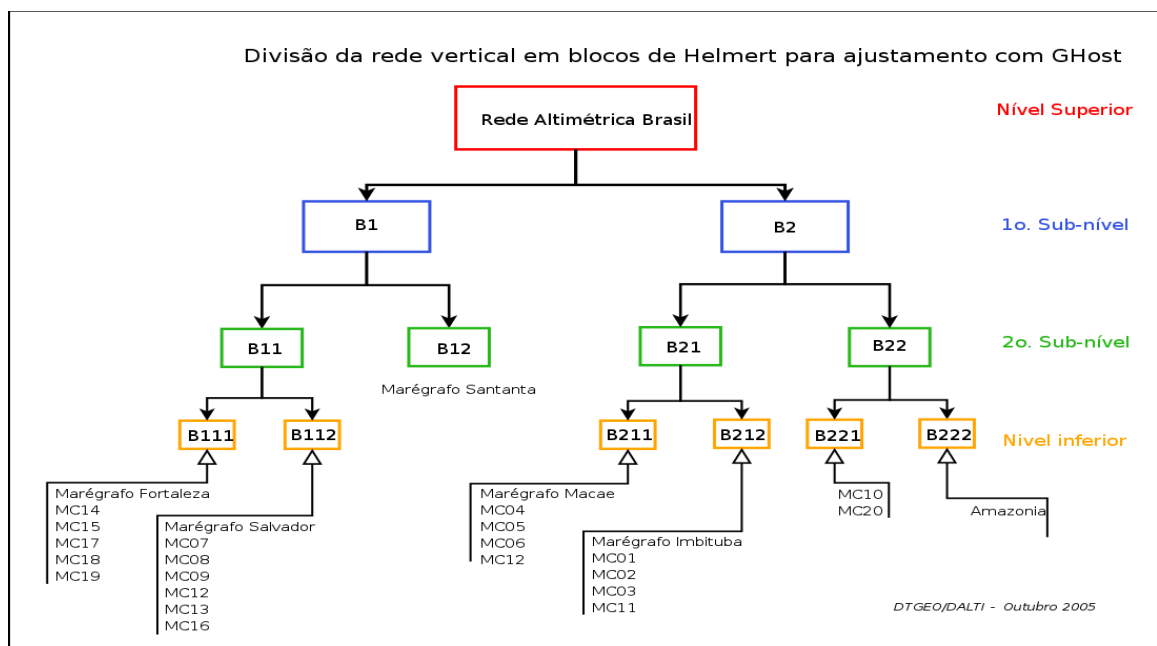 Divisão da rede vertical em blocos de Helmert para ajustamento com GHost
Rede Altimétrica Brasil
Nível Superior
B1
B2
1o. Sub-nível
B11
B12
B21
B22
2o. Sub-nível
Marégrafo Santanta
B111
B112
B211
B212
B221
B222
Nivel inferior
Marégrafo Fortaleza
MC14
MC15
MC17
MC18
MC19
Marégrafo Salvador
MC07
MC08
MC09
MC12
MC13
MC16
Marégrafo Macae
MC04
MC05
MC06
MC12
Marégrafo Imbituba
MC01
MC02
MC03
MC11
MC10
MC20
Amazonia
DTGEO/DALTI - Outubro 2005